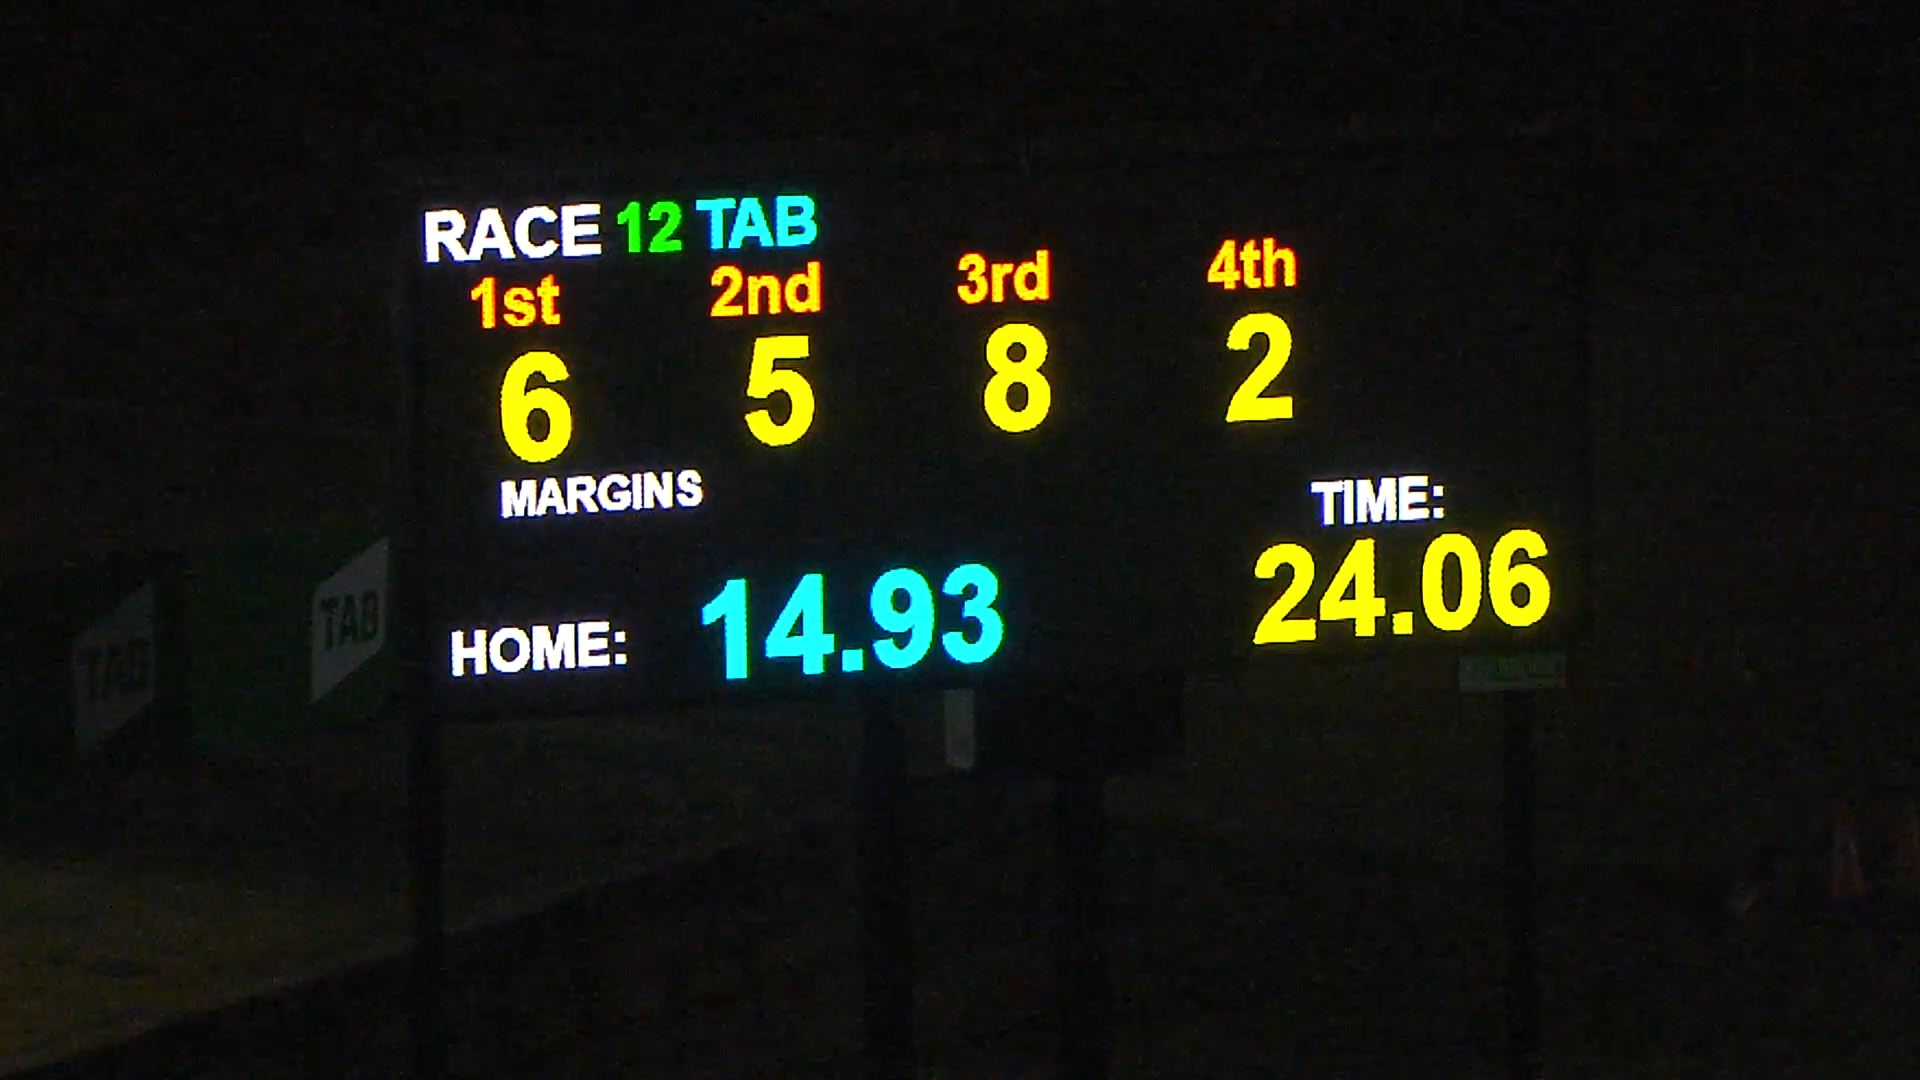 RACE 12 TAB
1st 2nd 3rd 4th
6 5 8 2
MARGINS
TIME:
24.06
HOME: 14.93
TAB
TAB